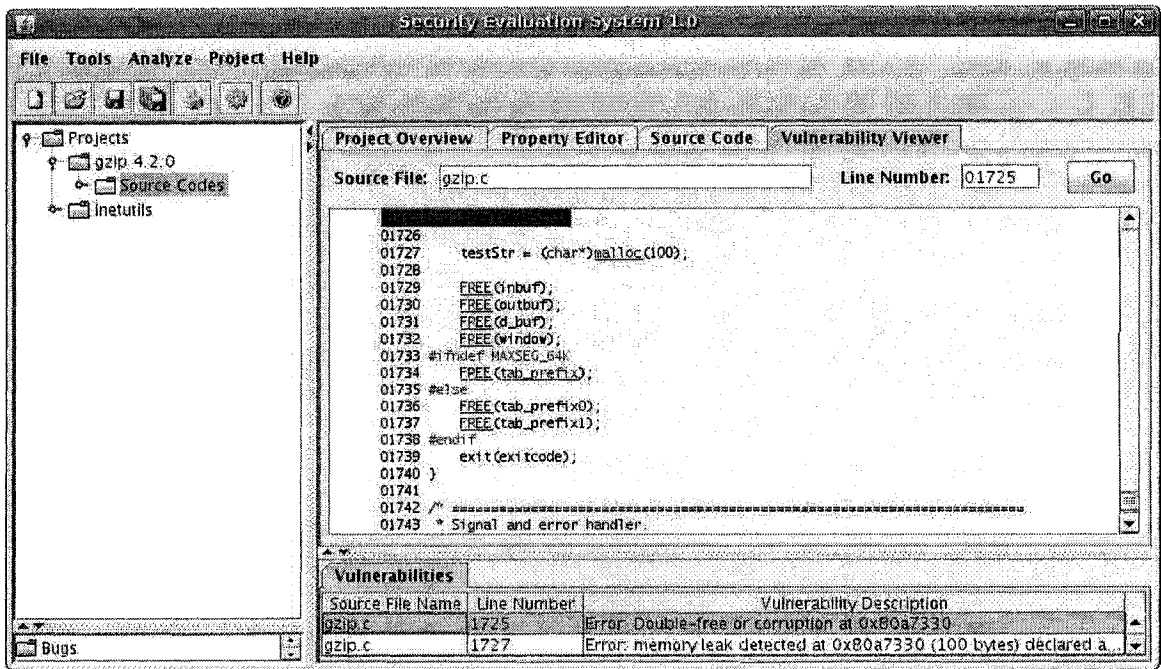 Security Evaluation System 1.0
File Tools Analyze Project Help
Projects
gzip 4.2.0
Source Codes
inetutils
Project Overview Property Editor Source Code Vulnerability Viewer
Source File: gzip.c Line Number: 01725 Go
01726
01727 testStr = (char*)malloc(100);
01728
01729 FREE(inbuf);
01730 FREE(outbuf);
01731 FREE(d_buf);
01732 FREE(window);
01733 #ifndef MAXSEG_64K
01734 FREE(tab_prefix);
01735 #else
01736 FREE(tab_prefix0);
01737 FREE(tab_prefix1);
01738 #endif
01739 exit(exitcode);
01740 }
01741
01742 /* ========================================================================
01743 * Signal and error handler.
Vulnerabilities
Source File Name Line Number Vulnerability Description
gzip.c 1725 Error: Double-free or corruption at 0x80a7330
gzip.c 1727 Error: memory leak detected at 0x80a7330 (100 bytes) declared a...
Bugs